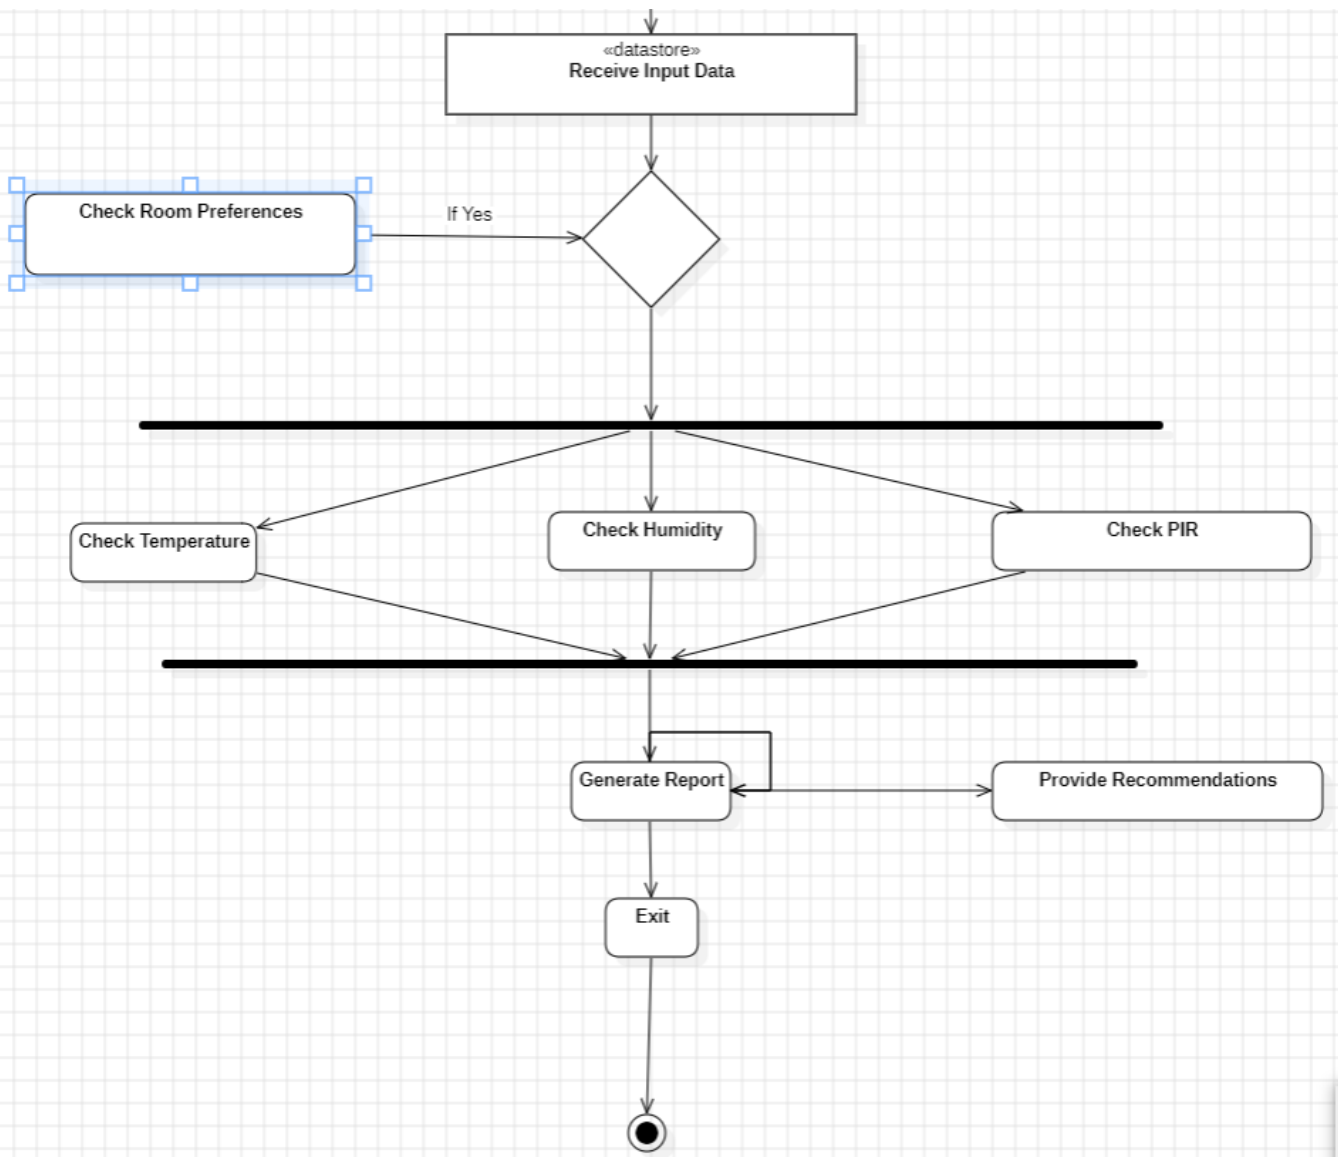 «datastore»
Receive Input Data
Check Room Preferences
If Yes
Check Temperature
Check Humidity
Check PIR
Generate Report
Provide Recommendations
Exit